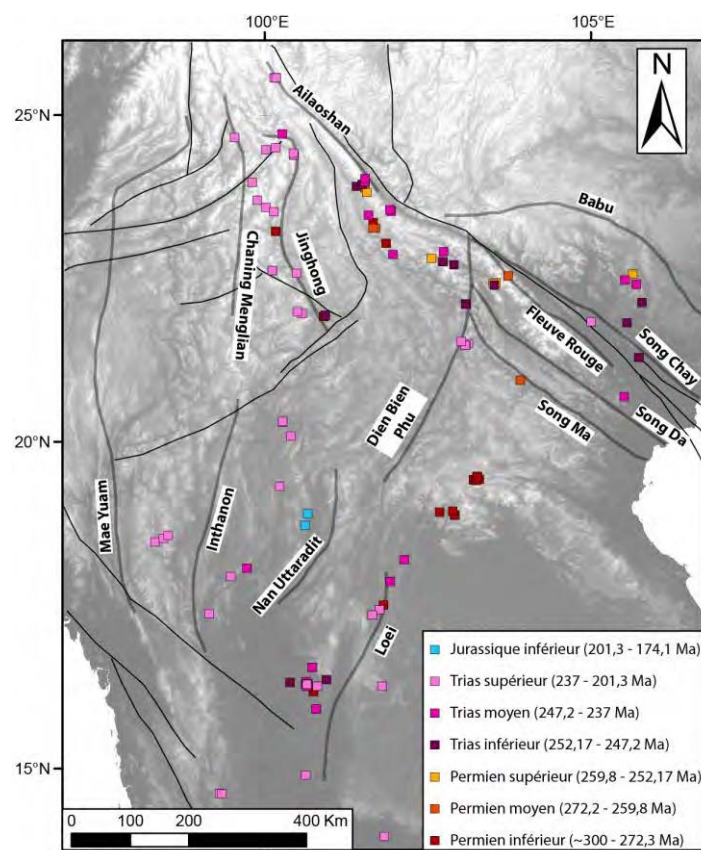 100°E
105°E
N
25°N
20°N
15°N
Ailaoshan
Babu
Chaning Menglian
Jinghong
Fleuve Rouge
Song Chay
Song Da
Song Ma
Dien Bien
Phu
Mae Yuam
Inthanon
Nan Uttaradit
Loei
Jurassique inférieur (201,3 - 174,1 Ma)
Trias supérieur (237 - 201,3 Ma)
Trias moyen (247,2 - 237 Ma)
Trias inférieur (252,17 - 247,2 Ma)
Permien supérieur (259,8 - 252,17 Ma)
Permien moyen (272,2 - 259,8 Ma)
Permien inférieur (~300 - 272,3 Ma)
0 100 200 400 Km